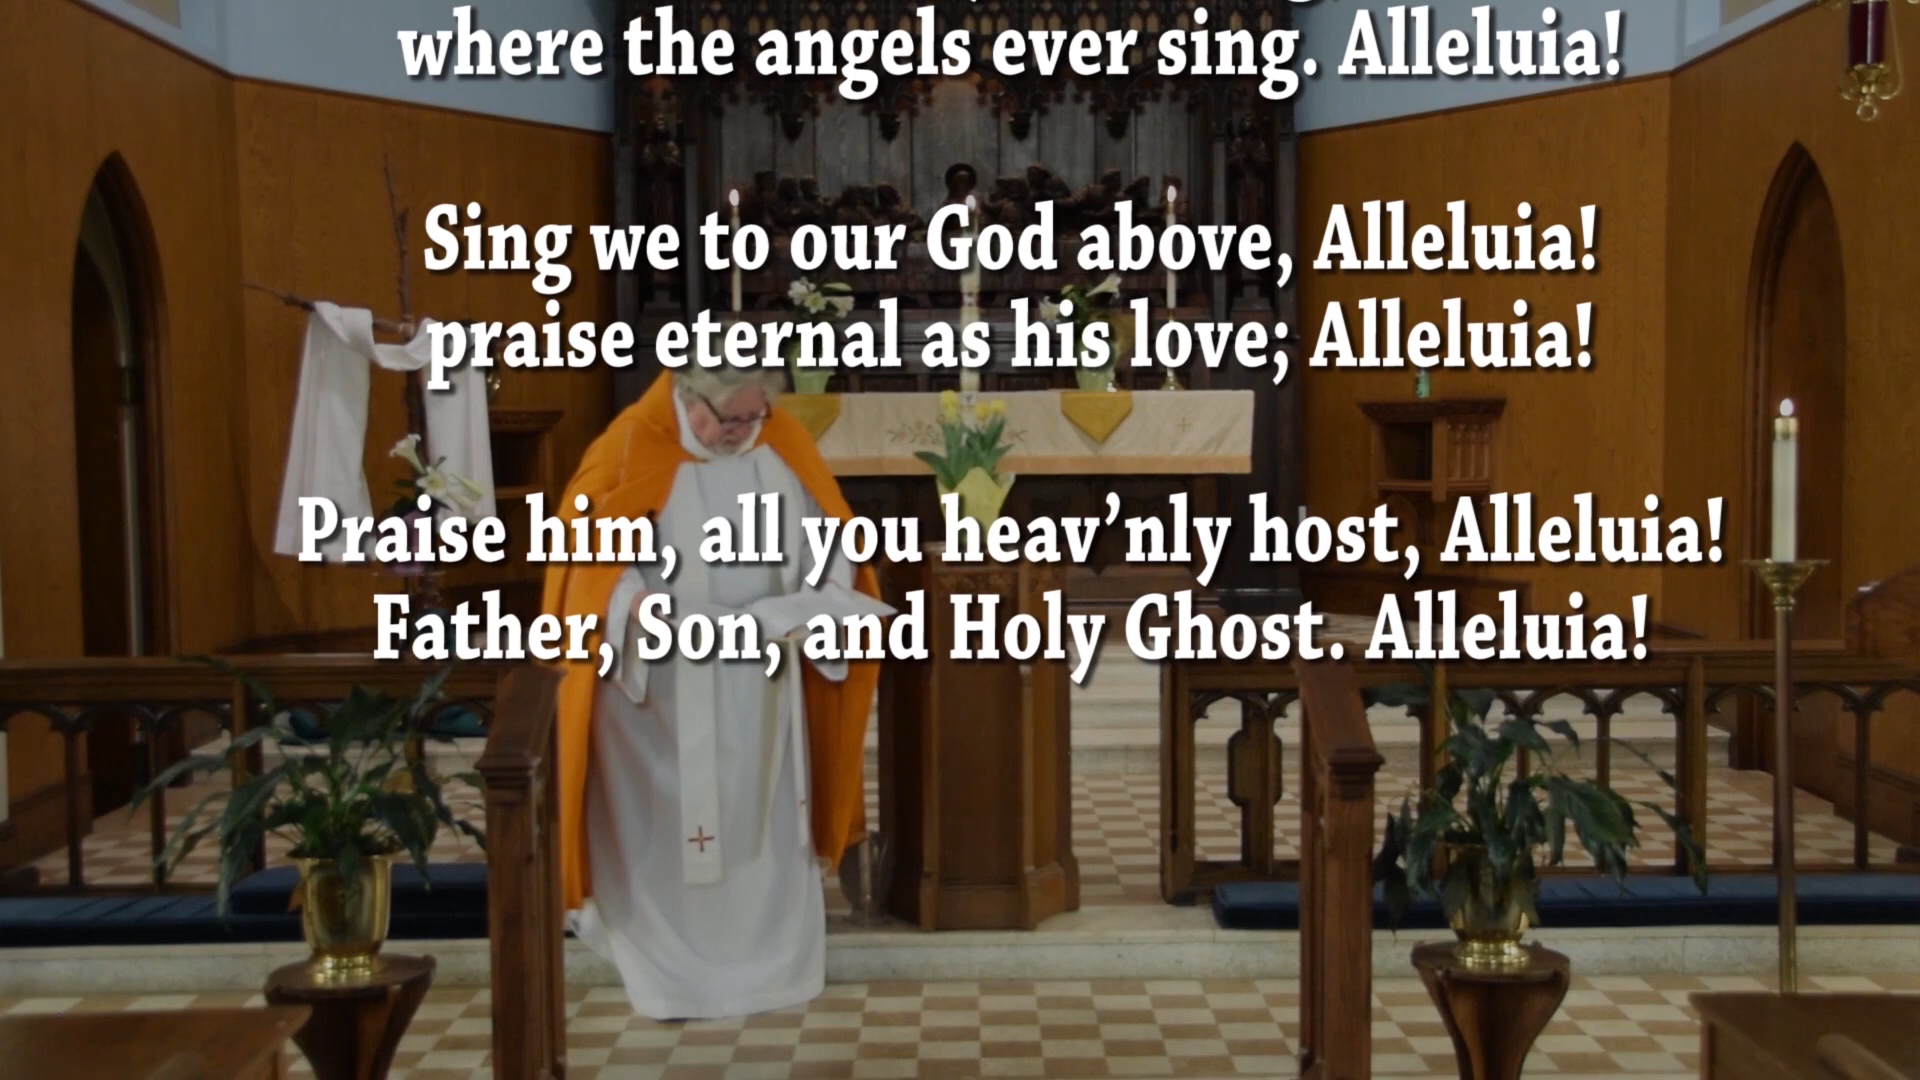 where the angels ever sing. Alleluia!
Sing we to our God above, Alleluia!
praise eternal as his love; Alleluia!
Praise him, all you heav’nly host, Alleluia!
Father, Son, and Holy Ghost. Alleluia!